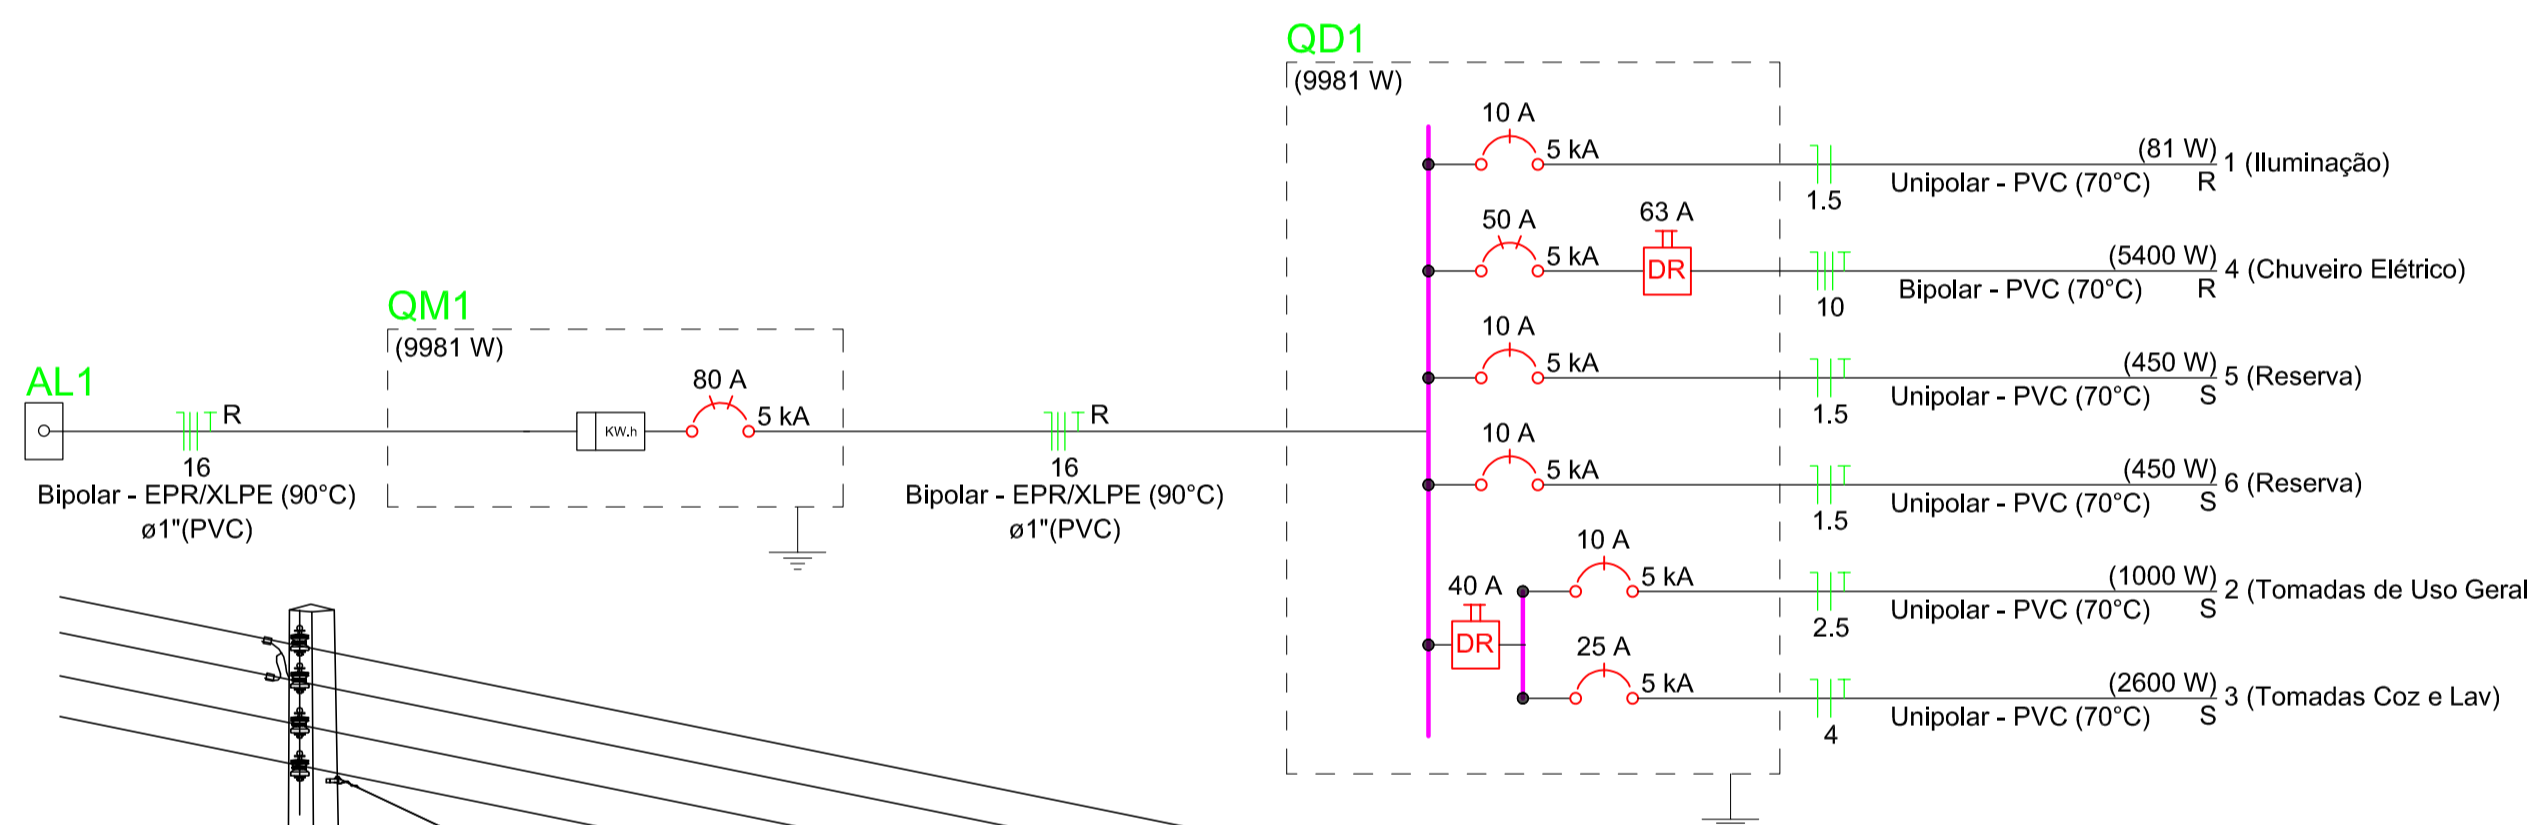 QD1
(9981 W)
10 A
5 kA
1.5
(81 W)
Unipolar - PVC (70°C)
R
1 (Iluminação)
50 A
5 kA
63 A
DR
10
(5400 W)
Bipolar - PVC (70°C)
R
4 (Chuveiro Elétrico)
10 A
5 kA
1.5
(450 W)
Unipolar - PVC (70°C)
S
5 (Reserva)
10 A
5 kA
1.5
(450 W)
Unipolar - PVC (70°C)
S
6 (Reserva)
40 A
DR
10 A
5 kA
2.5
(1000 W)
Unipolar - PVC (70°C)
S
2 (Tomadas de Uso Geral
25 A
5 kA
4
(2600 W)
Unipolar - PVC (70°C)
S
3 (Tomadas Coz e Lav)
QM1
(9981 W)
KW.h
80 A
5 kA
AL1
R
16
Bipolar - EPR/XLPE (90°C)
ø1"(PVC)
R
16
Bipolar - EPR/XLPE (90°C)
ø1"(PVC)